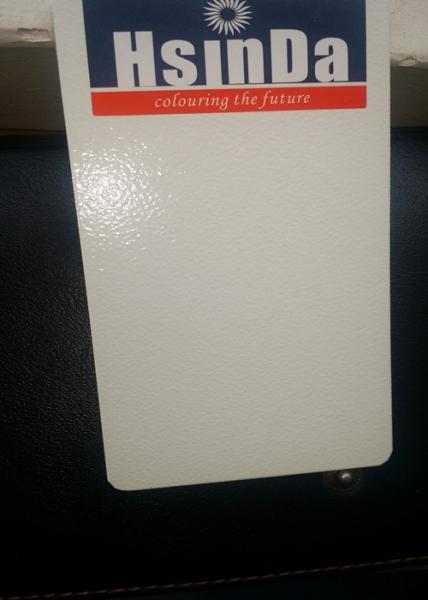 HsinDa
colouring the future